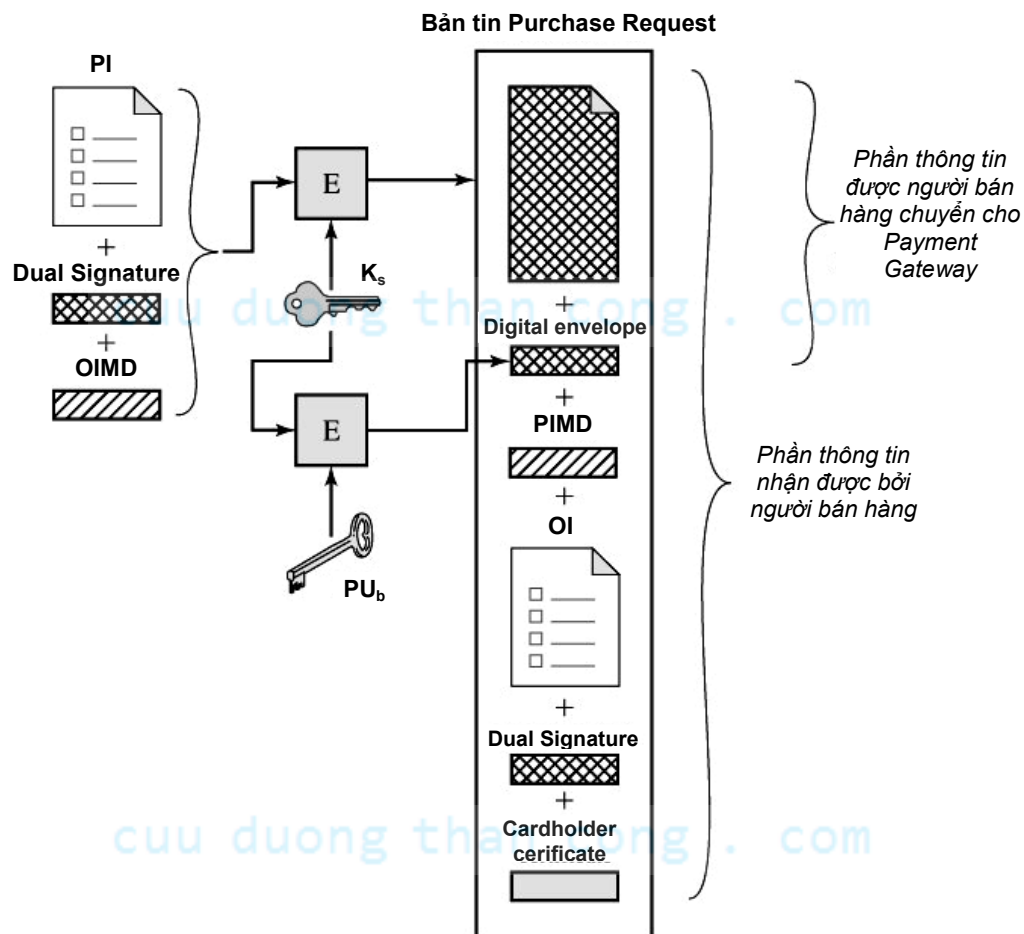 Bản tin Purchase Request
PI
+
Dual Signature
+
OIMD
E
K_s
E
PU_b
+
Digital envelope
+
PIMD
+
OI
+
Dual Signature
+
Cardholder
cerificate
Phần thông tin
được người bán
hàng chuyển cho
Payment
Gateway
Phần thông tin
nhận được bởi
người bán hàng
cuu duong than cong . com
cuu duong than cong . com